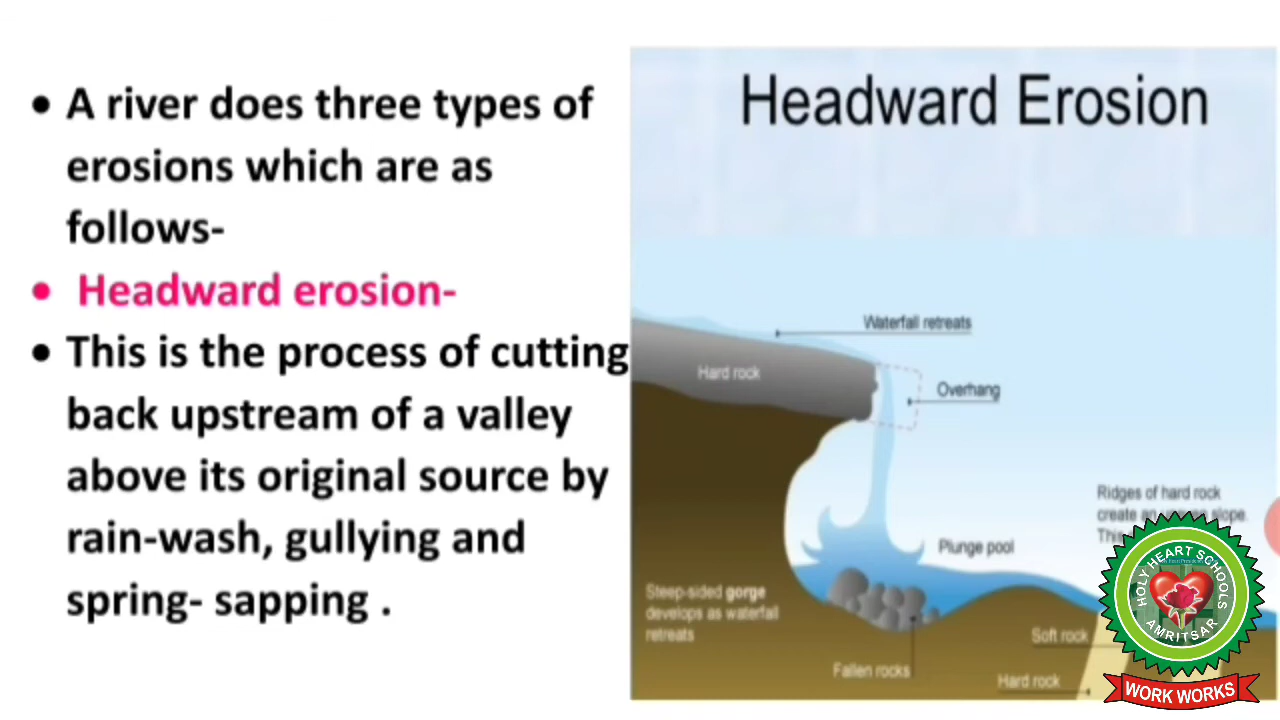 • A river does three types of
erosions which are as
follows-
• Headward erosion-
• This is the process of cutting
back upstream of a valley
above its original source by
rain-wash, gullying and
spring- sapping .
Headward Erosion
Waterfall retreats
Hard rock
Overhang
Ridges of hard rock
create an slope.
This
Plunge pool
Steep-sided gorge
develops as waterfall
retreats
Soft rock
Fallen rocks
Hard rock
HOLY HEART SCHOOLS
AMRITSAR
WORK WORKS